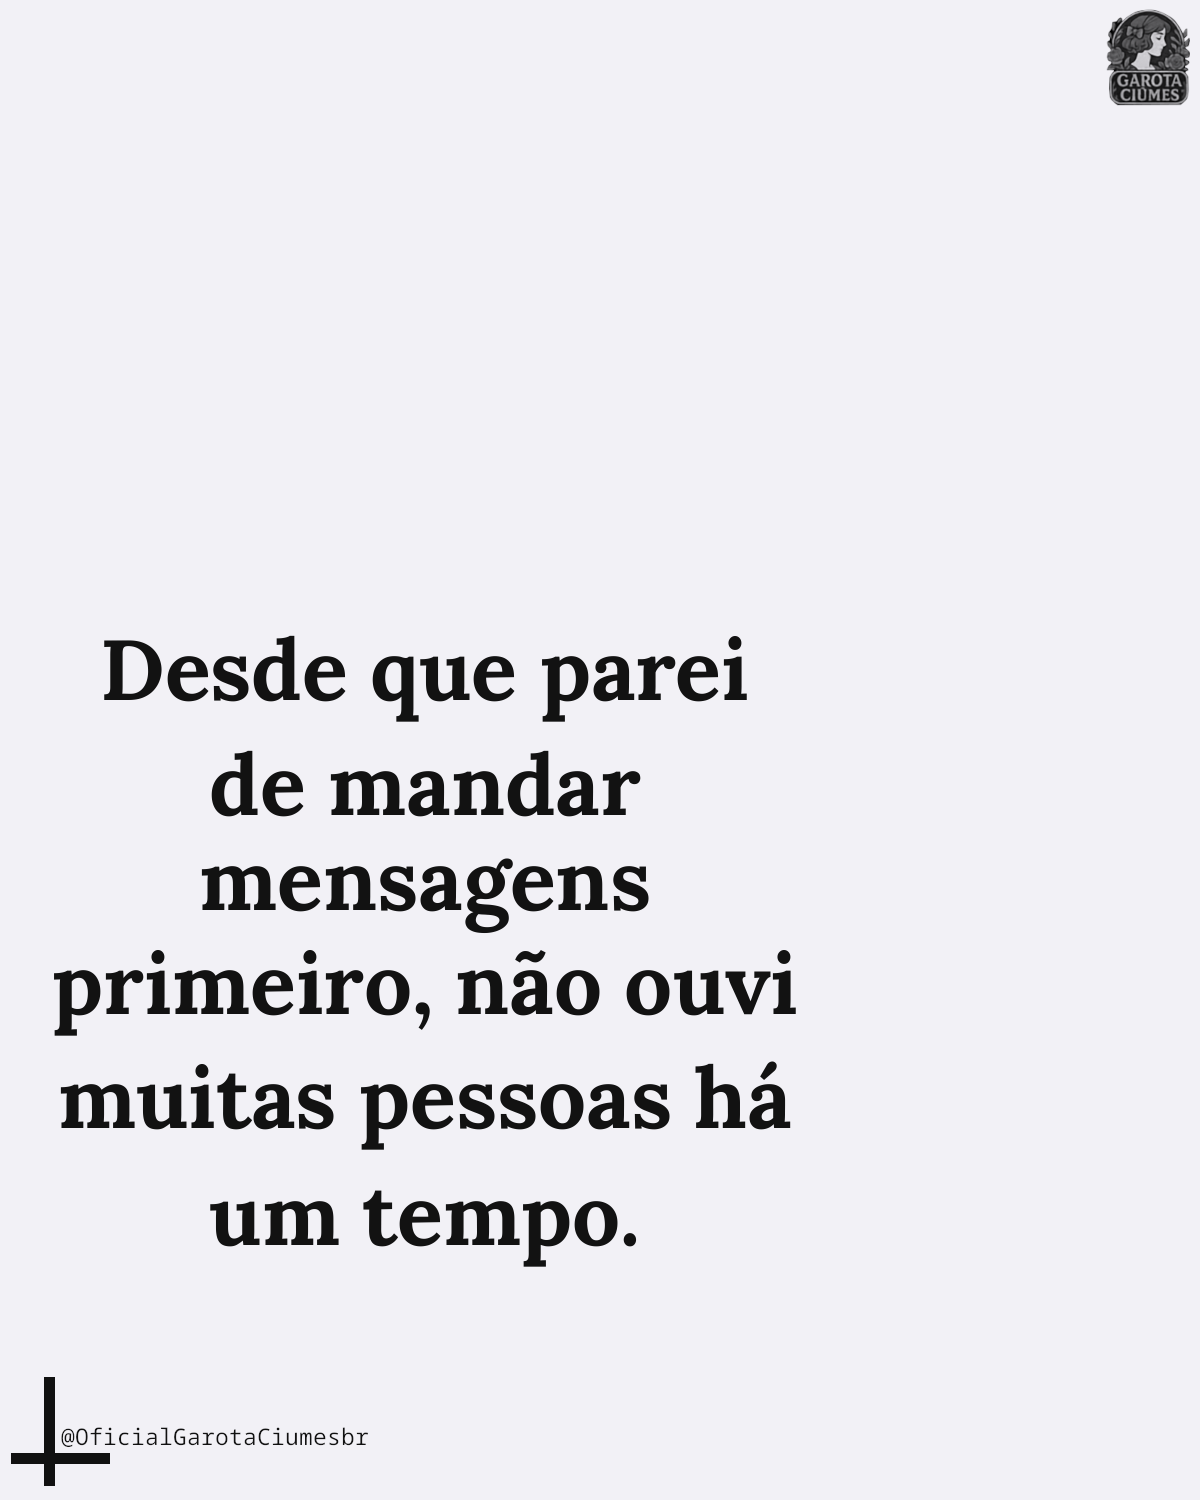 GAROTA
CIÚMES
Desde que parei
de mandar
mensagens
primeiro, não ouvi
muitas pessoas há
um tempo.
@OficialGarotaCiumesbr